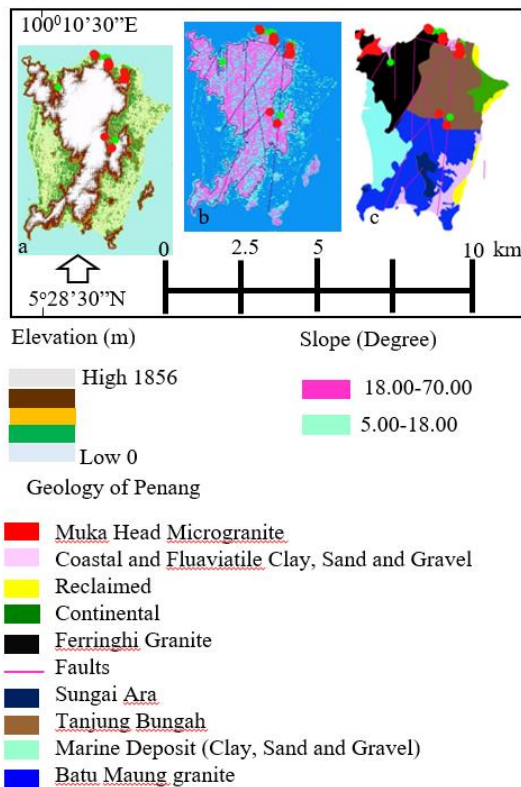 100⁰10'30”E
a
b
c
0
2.5
5
10
km
5°28'30”N
Elevation (m)
Slope (Degree)
High 1856
Low 0
18.00-70.00
5.00-18.00
Geology of Penang
Muka Head Microgranite
Coastal and Fluaviatile Clay, Sand and Gravel
Reclaimed
Continental
Ferringhi Granite
Faults
Sungai Ara
Tanjung Bungah
Marine Deposit (Clay, Sand and Gravel)
Batu Maung granite